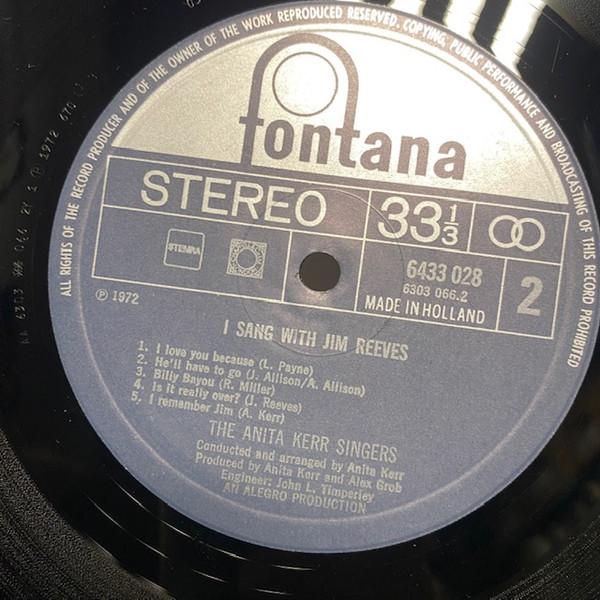 ALL RIGHTS OF THE RECORD PRODUCER AND OF THE OWNER OF THE WORK REPRODUCED RESERVED. COPYING, PUBLIC PERFORMANCE AND BROADCASTING OF THIS RECORD PROHIBITED
fontana
STEREO 33 1/3
STEMRA
6433 028
6303 066.2
MADE IN HOLLAND
2
℗ 1972
I SANG WITH JIM REEVES
1. I love you because (L. Payne)
2. He'll have to go (J. Allison/A. Allison)
3. Billy Bayou (R. Miller)
4. Is it really over? (J. Reeves)
5. I remember Jim (A. Kerr)
THE ANITA KERR SINGERS
Conducted and arranged by Anita Kerr
Produced by Anita Kerr and Alex Grob
Engineer: John L. Timperley
AN ALEGRO PRODUCTION